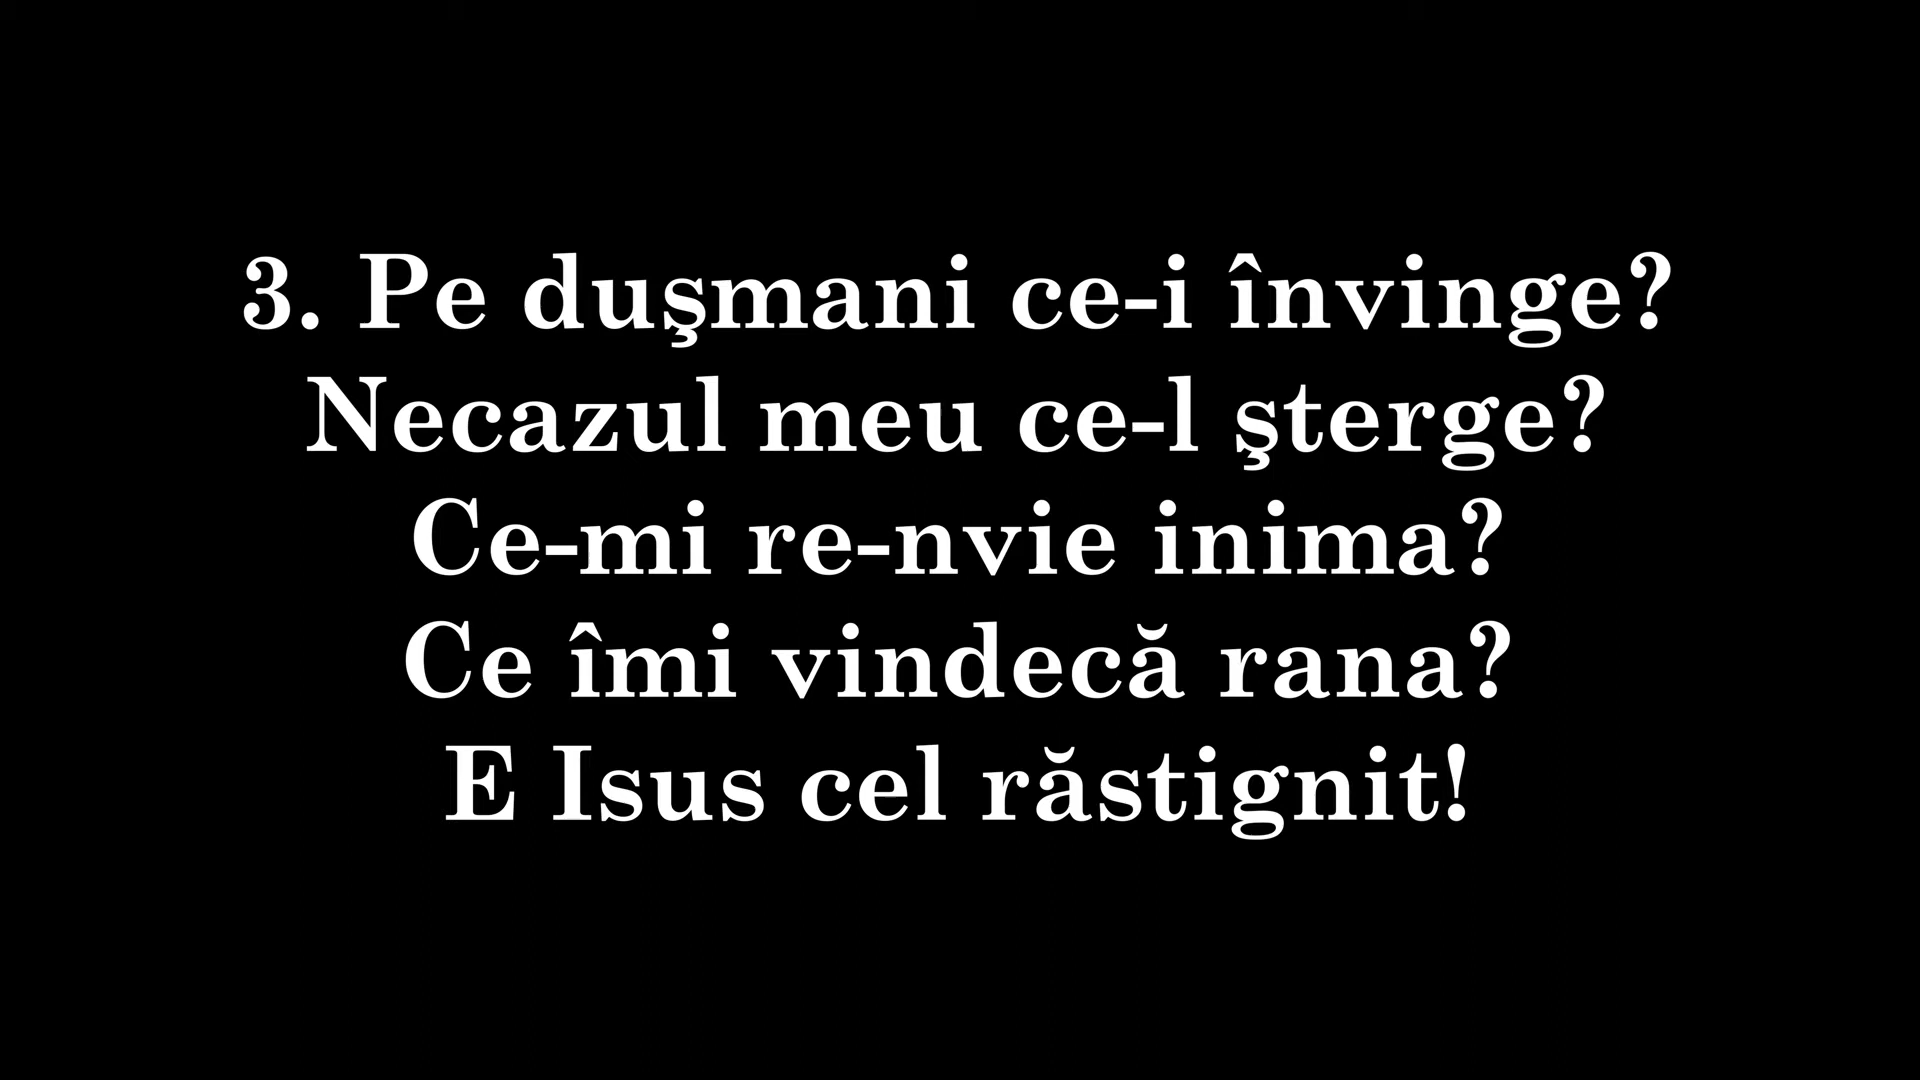 3. Pe duşmani ce-i învinge?
Necazul meu ce-l şterge?
Ce-mi re-nvie inima?
Ce îmi vindecă rana?
E Isus cel răstignit!